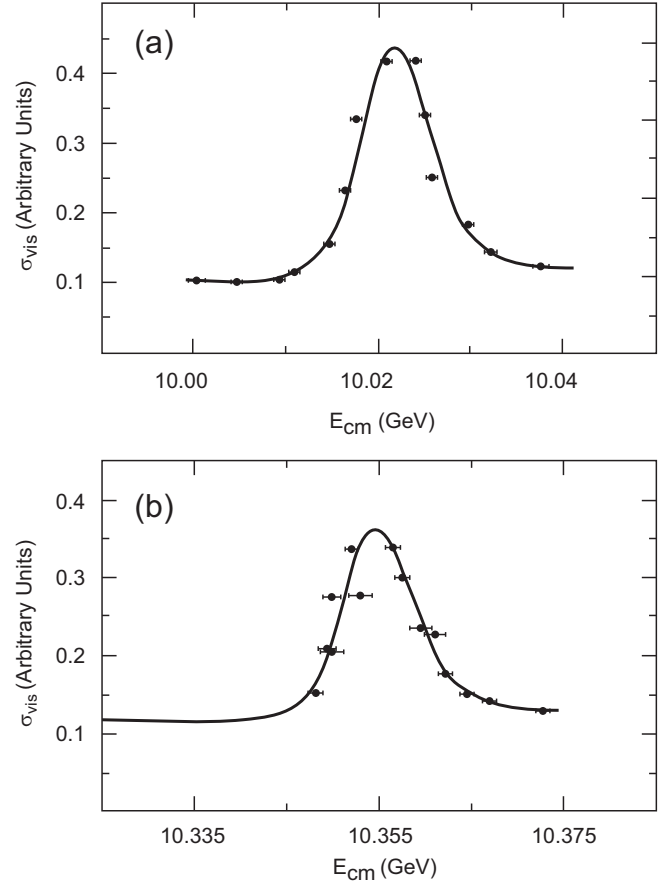 (a)
0.4
0.3
0.2
0.1
σvis (Arbitrary Units)
10.00 10.02 10.04
Ecm (GeV)
(b)
0.4
0.3
0.2
0.1
σvis (Arbitrary Units)
10.335 10.355 10.375
Ecm (GeV)